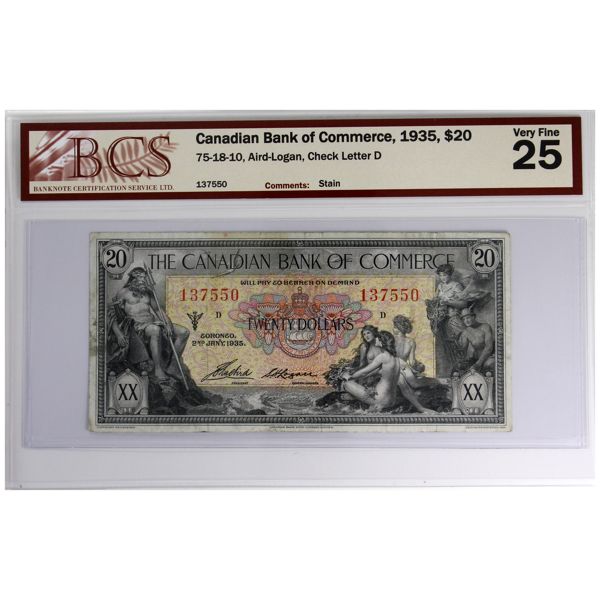 BCS
BANKNOTE CERTIFICATION SERVICE LTD.
Canadian Bank of Commerce, 1935, $20
75-18-10, Aird-Logan, Check Letter D
137550
Comments: Stain
Very Fine
25
20
20
THE CANADIAN BANK OF COMMERCE
WILL PAY TO BEARER ON DEMAND
137550
137550
D
D
TWENTY DOLLARS
TORONTO,
2ND JANY. 1935.
XX
XX